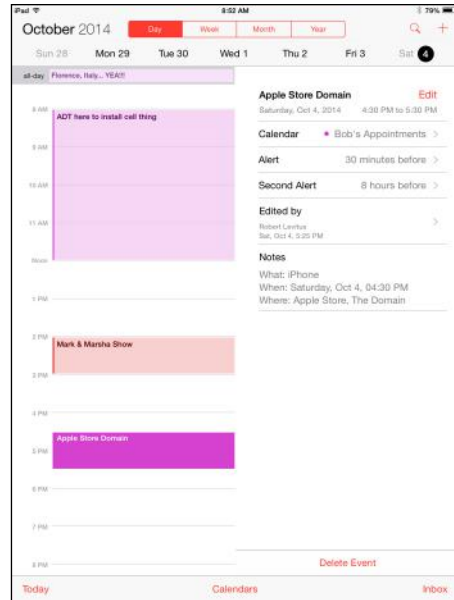 iPad 8:52 AM 79%
October 2014 Day Week Month Year
Sun 28 Mon 29 Tue 30 Wed 1 Thu 2 Fri 3 Sat 4
all-day Florence, Italy... YEA!!!
Apple Store Domain Edit
Saturday, Oct 4, 2014 4:30 PM to 5:30 PM
Calendar Bob's Appointments >
Alert 30 minutes before >
Second Alert 8 hours before >
Edited by
Robert Levitus
Sat, Oct 4, 5:25 PM
Notes
What: iPhone
When: Saturday, Oct 4, 04:30 PM
Where: Apple Store, The Domain
8 AM
ADT here to install cell thing
9 AM
10 AM
11 AM
Noon
1 PM
2 PM
Mark & Marsha Show
3 PM
4 PM
Apple Store Domain
5 PM
6 PM
7 PM
8 PM
Delete Event
Today Calendars Inbox